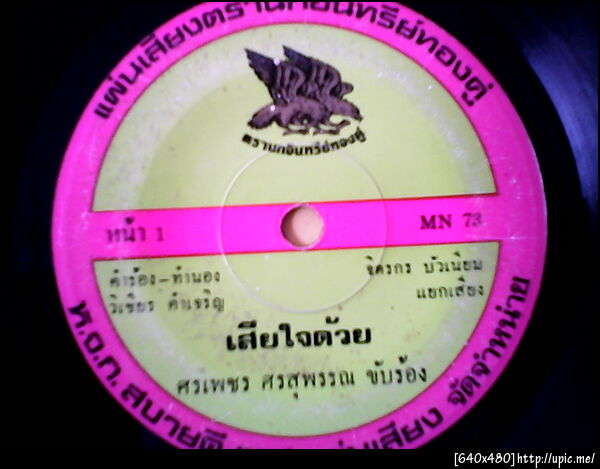 แผ่นเสียงตรานกอินทรีย์ทองคู่
ตรานกอินทรีย์ทองคู่
หน้า 1
MN 73
คำร้อง-ทำนอง
วิเชียร คำเจริญ
จิครกร บัวเนียม
แยกเสียง
เสียใจด้วย
ศรเพชร ศรสุพรรณ ขับร้อง
ห.จ.ก. สบายดี
เสียง จัดจำหน่าย
[640x480]http://upic.me/